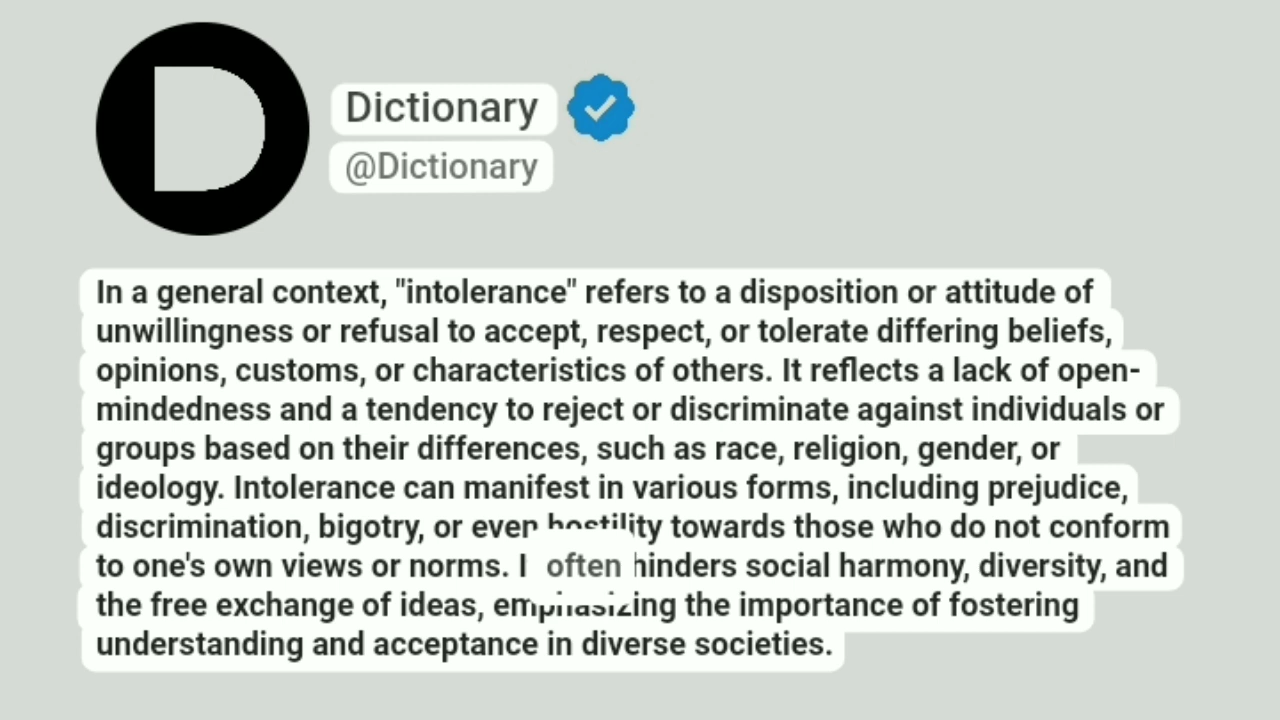 Dictionary
@Dictionary
In a general context, "intolerance" refers to a disposition or attitude of
unwillingness or refusal to accept, respect, or tolerate differing beliefs,
opinions, customs, or characteristics of others. It reflects a lack of open-
mindedness and a tendency to reject or discriminate against individuals or
groups based on their differences, such as race, religion, gender, or
ideology. Intolerance can manifest in various forms, including prejudice,
discrimination, bigotry, or even hostility towards those who do not conform
to one's own views or norms. I often hinders social harmony, diversity, and
the free exchange of ideas, emphasizing the importance of fostering
understanding and acceptance in diverse societies.